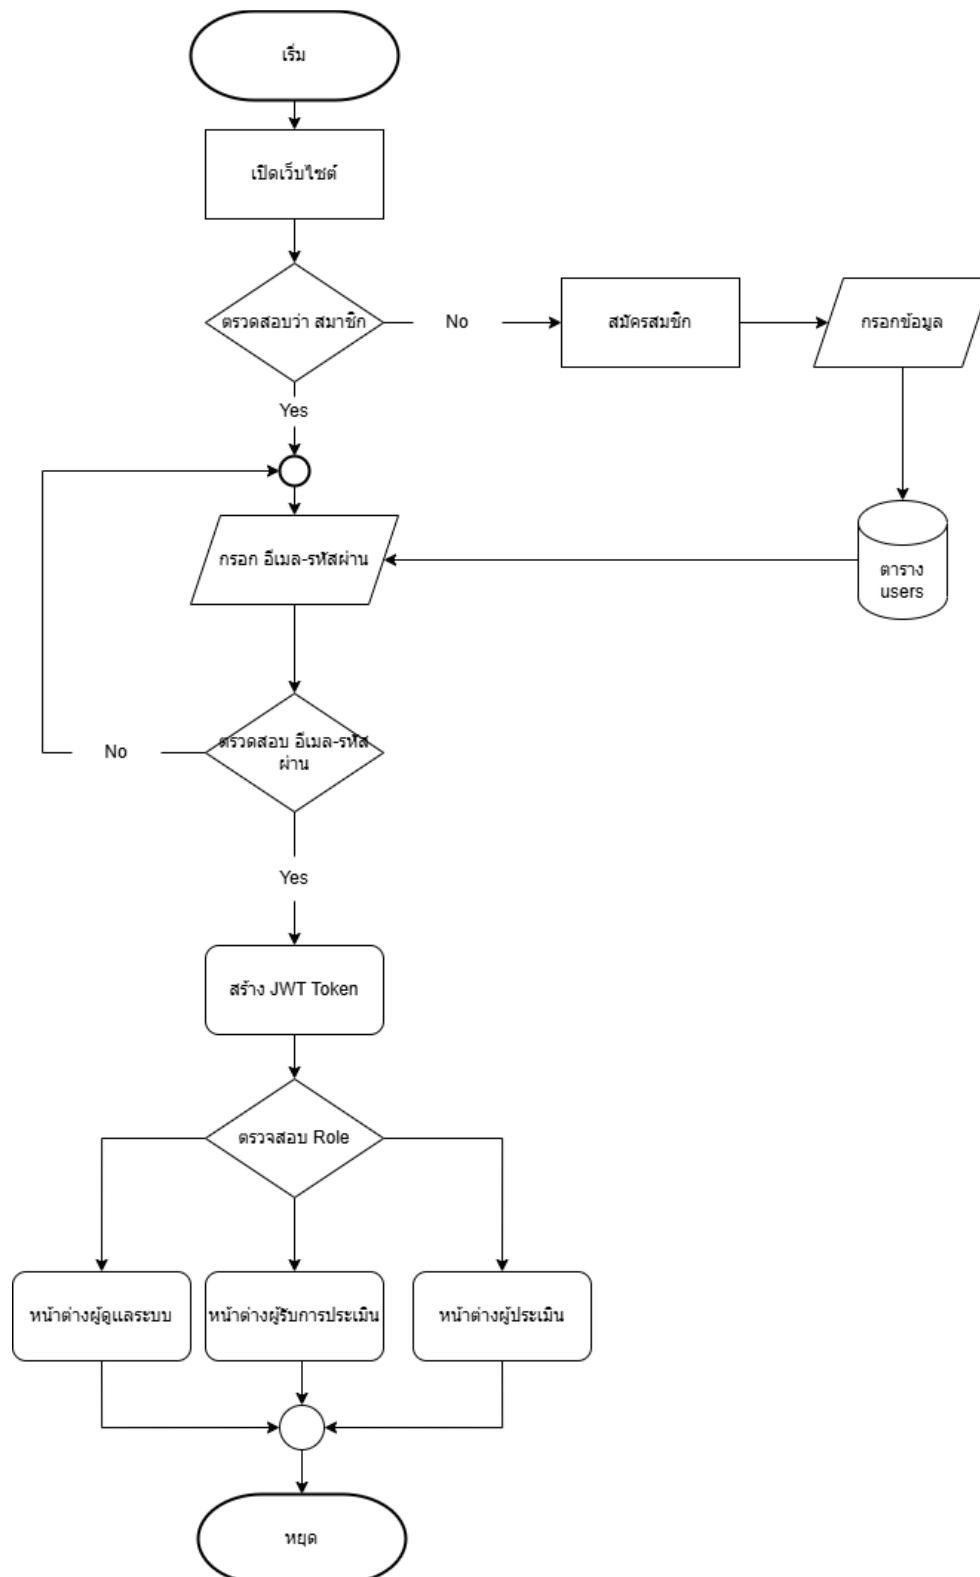 เริ่ม
เปิดเว็บไซต์
ตรวดสอบว่า สมาชิก
No
สมัครสมชิก
กรอกข้อมูล
Yes
กรอก อีเมล-รหัสผ่าน
ตาราง
users
ตรวดสอบ อีเมล-รหัส
ผ่าน
No
Yes
สร้าง JWT Token
ตรวจสอบ Role
หน้าต่างผู้ดูแลระบบ
หน้าต่างผู้รับการประเมิน
หน้าต่างผู้ประเมิน
หยุด